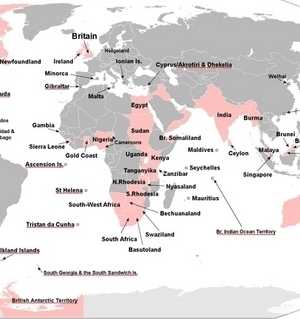 Britain
Heligoland
Newfoundland
Ireland
Ionian Is.
Cyprus/Akrotiri & Dhekelia
Minorca
Weihai
Gibraltar
Malta
uda
Egypt
India
Burma
Gambia
Sudan
Nigeria
Br. Somaliland
Brunei
Cameroons
Maldives
Sierra Leone
Gold Coast
Uganda
Kenya
Ceylon
Malaya
Ascension Is.
Tanganyika
Seychelles
Zanzibar
Singapore
N.Rhodesia
Nyasaland
St Helena
S.Rhodesia
Mauritius
South-West Africa
Bechuanaland
Tristan da Cunha
Br. Indian Ocean Territory
Swaziland
South Africa
Basutoland
lkland Islands
South Georgia & the South Sandwich Is.
British Antarctic Territory